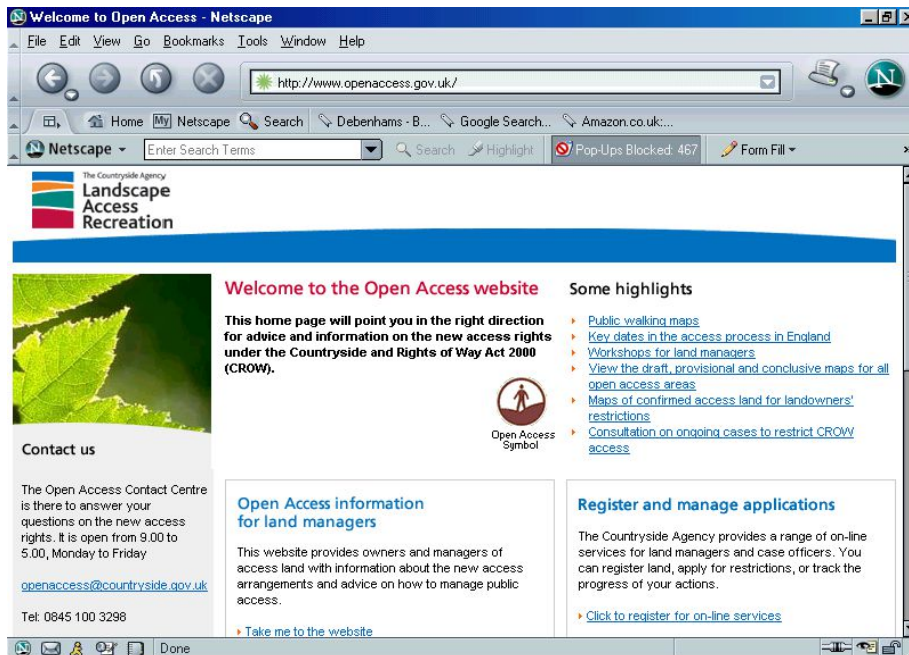 Welcome to Open Access - Netscape
File Edit View Go Bookmarks Tools Window Help
http://www.openaccess.gov.uk/
N
Home My Netscape Search Debenhams - B... Google Search... Amazon.co.uk:...
Netscape Enter Search Terms Search Highlight Pop-Ups Blocked: 467 Form Fill
The Countryside Agency
Landscape
Access
Recreation
Welcome to the Open Access website
This home page will point you in the right direction
for advice and information on the new access rights
under the Countryside and Rights of Way Act 2000
(CROW).
Open Access
Symbol
Some highlights
Public walking maps
Key dates in the access process in England
Workshops for land managers
View the draft, provisional and conclusive maps for all
open access areas
Maps of confirmed access land for landowners'
restrictions
Consultation on ongoing cases to restrict CROW
access
Contact us
The Open Access Contact Centre
is there to answer your
questions on the new access
rights. It is open from 9.00 to
5.00, Monday to Friday
openaccess@countryside.gov.uk
Tel: 0845 100 3298
Open Access information
for land managers
This website provides owners and managers of
access land with information about the new access
arrangements and advice on how to manage public
access.
Take me to the website
Register and manage applications
The Countryside Agency provides a range of on-line
services for land managers and case officers. You
can register land, apply for restrictions, or track the
progress of your actions.
Click to register for on-line services
Done